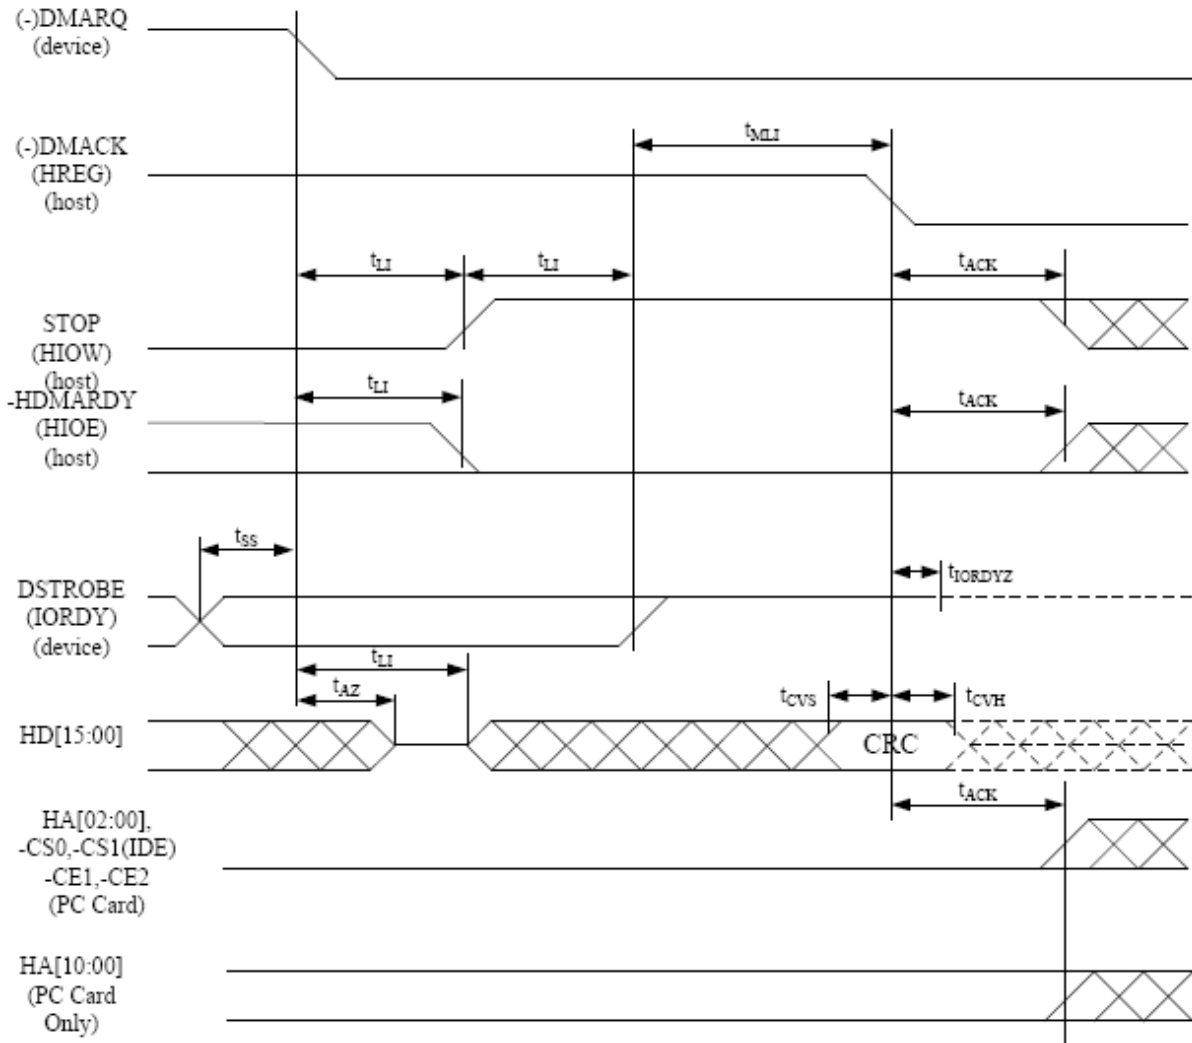 (-)DMARQ
(device)
tMLI
(-)DMACK
(HREG)
(host)
tLI
tLI
tACK
STOP
(HIOW)
(host)
tLI
tACK
-HDMARDY
(HIOE)
(host)
tSS
tIORDYZ
DSTROBE
(IORDY)
(device)
tLI
tAZ
tCVS
tCVH
HD[15:00]
CRC
tACK
HA[02:00],
-CS0,-CS1(IDE)
-CE1,-CE2
(PC Card)
HA[10:00]
(PC Card
Only)